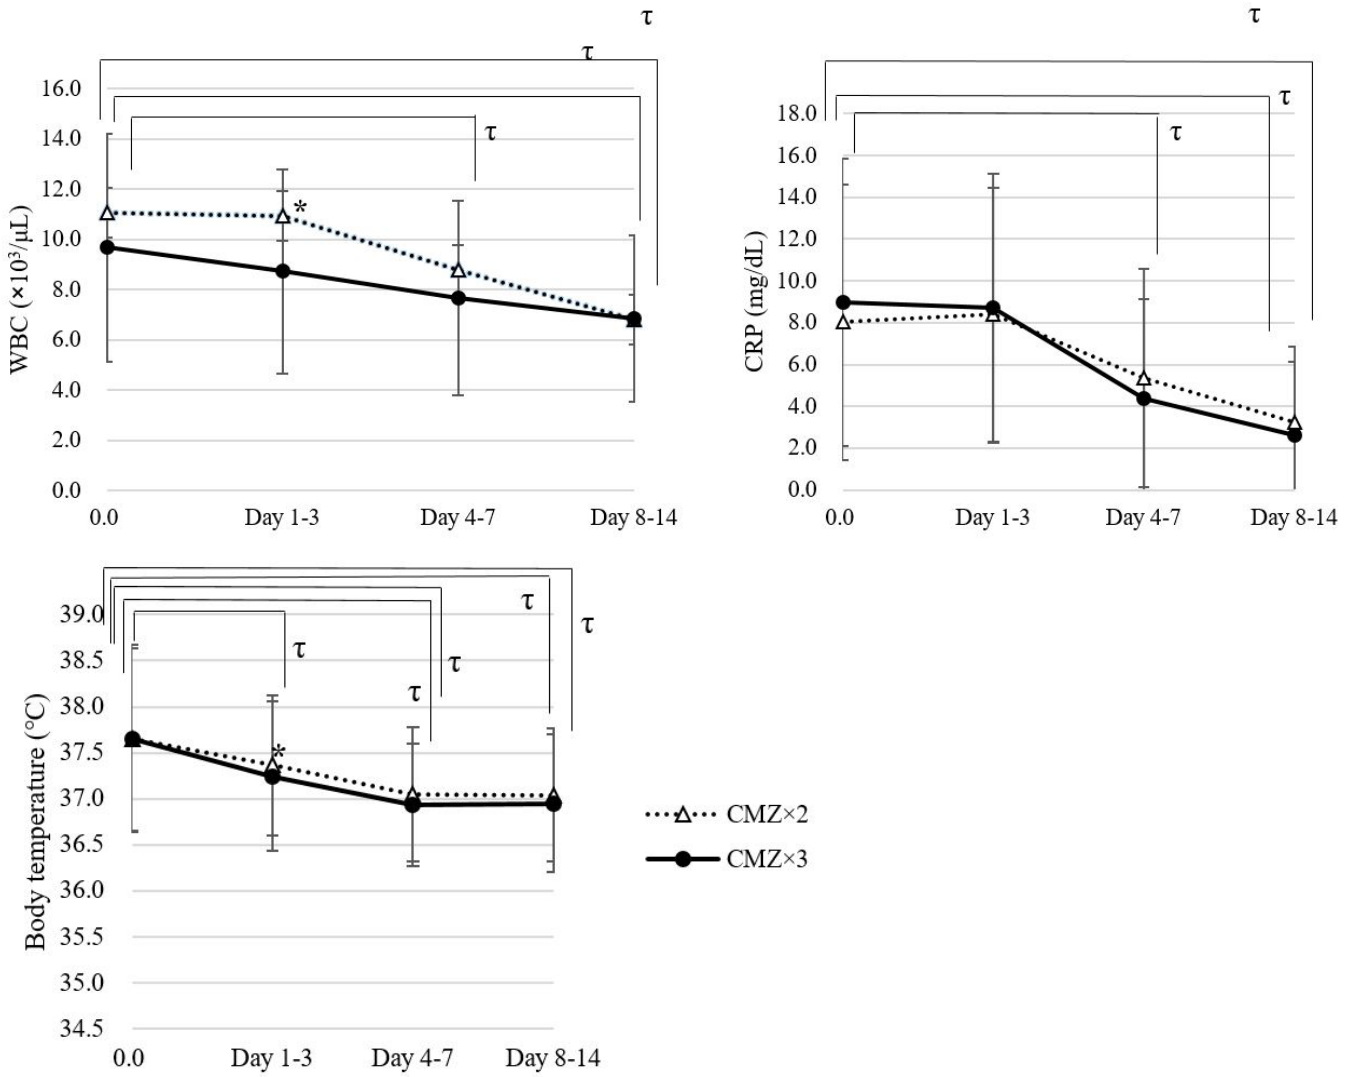 τ
τ
16.0
14.0
τ
12.0
*
10.0
8.0
6.0
4.0
2.0
0.0
WBC (×10³/μL)
0.0 Day 1-3 Day 4-7 Day 8-14
τ
τ
18.0
τ
16.0
14.0
12.0
10.0
8.0
6.0
4.0
2.0
0.0
CRP (mg/dL)
0.0 Day 1-3 Day 4-7 Day 8-14
τ
39.0
τ
τ
38.5
τ
τ
38.0
*
37.5
37.0
36.5
36.0
35.5
35.0
34.5
Body temperature (℃)
0.0 Day 1-3 Day 4-7 Day 8-14
CMZ×2
CMZ×3